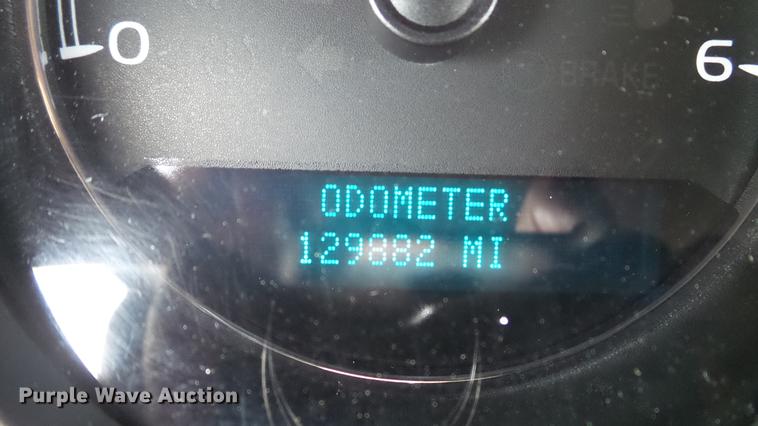 0
6
BRAKE
ODOMETER
129882 MI
Purple Wave Auction